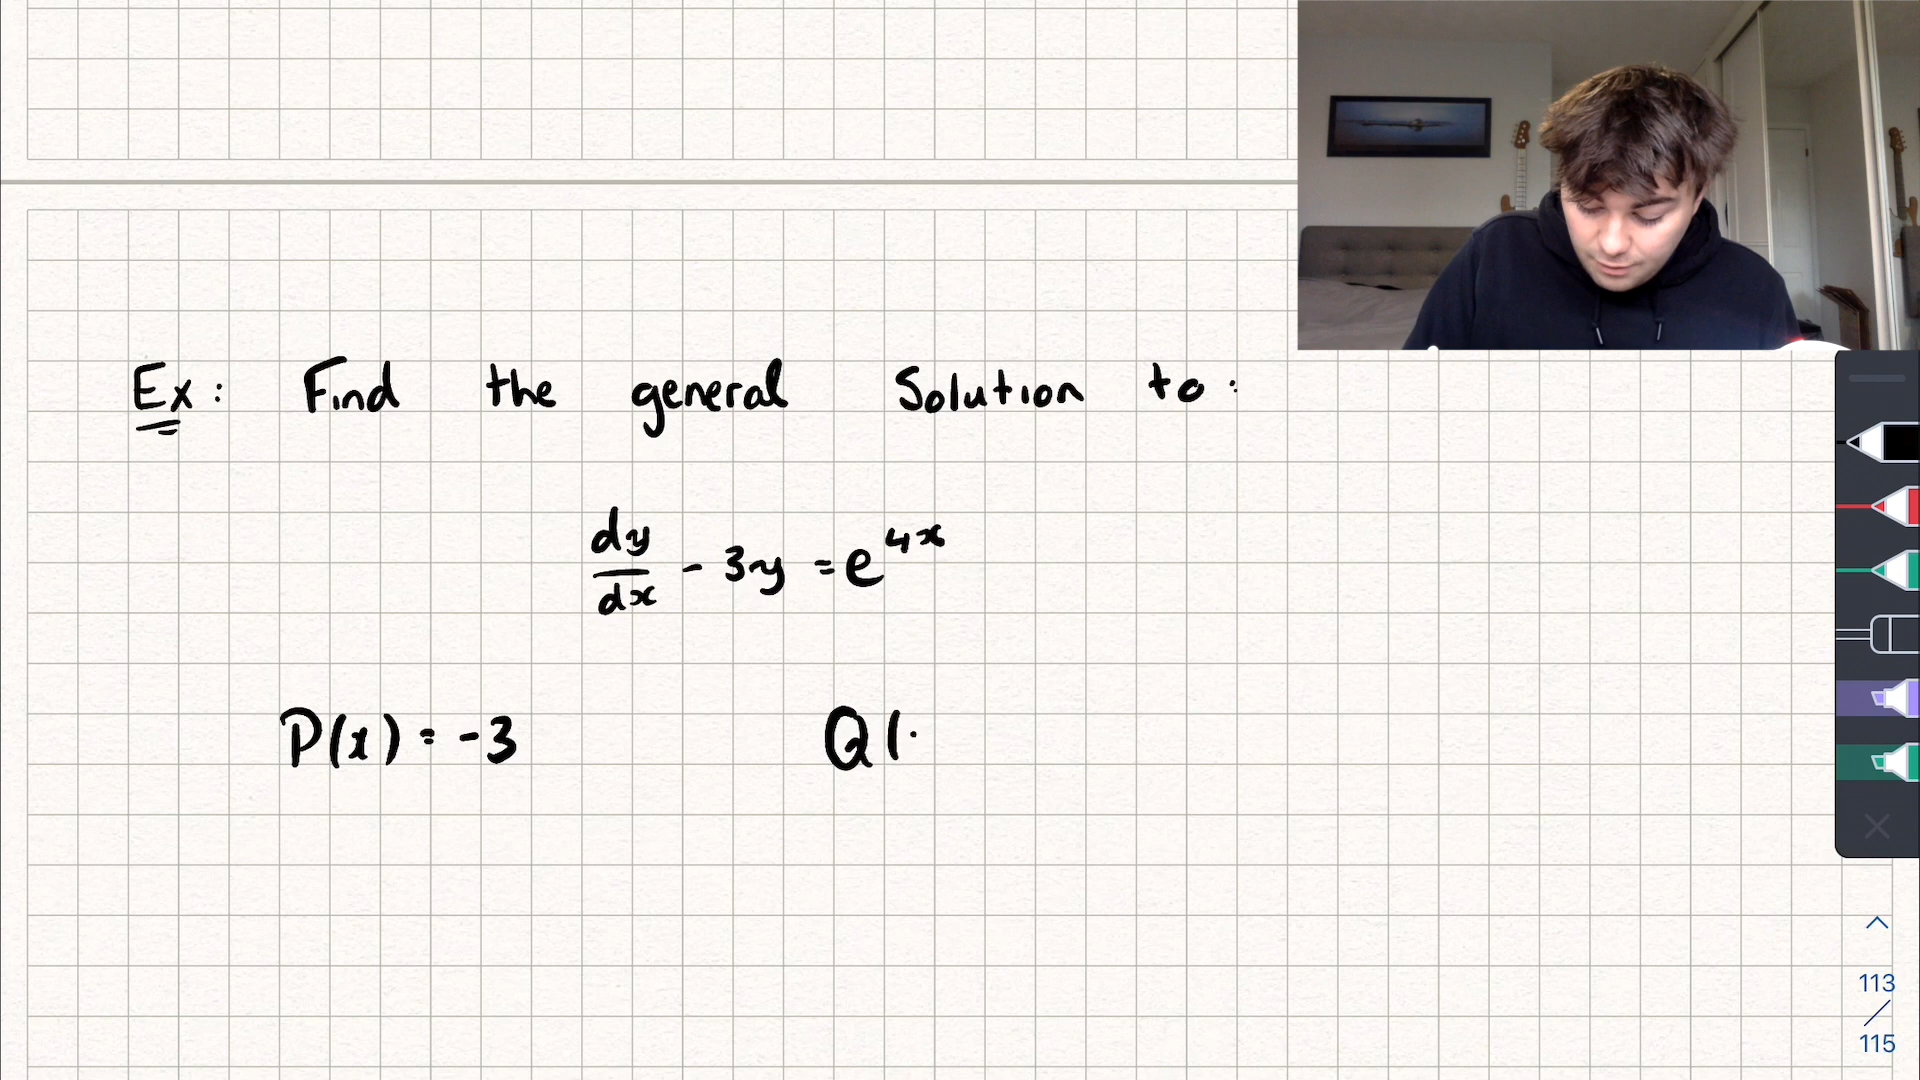 Ex: Find the general Solution to:
dy/dx - 3y = e^{4x}
P(x) = -3 Q(
113
/
115